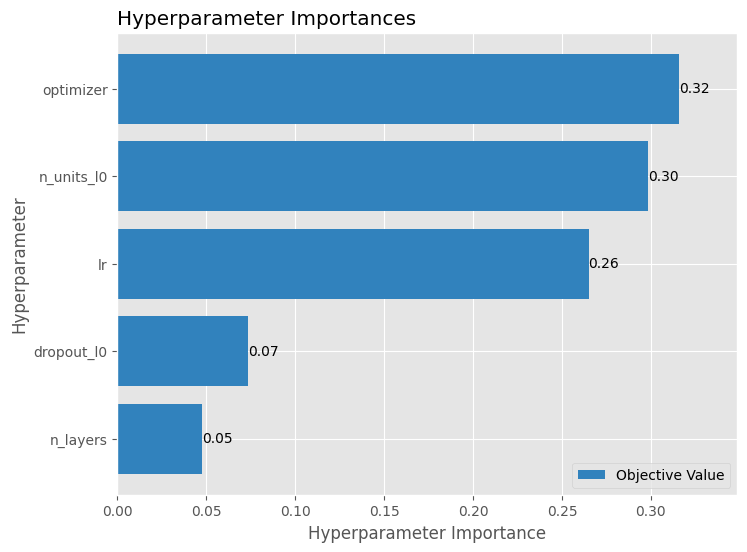 Hyperparameter Importances
Hyperparameter
optimizer
0.32
n_units_l0
0.30
lr
0.26
dropout_l0
0.07
n_layers
0.05
Objective Value
0.00 0.05 0.10 0.15 0.20 0.25 0.30
Hyperparameter Importance